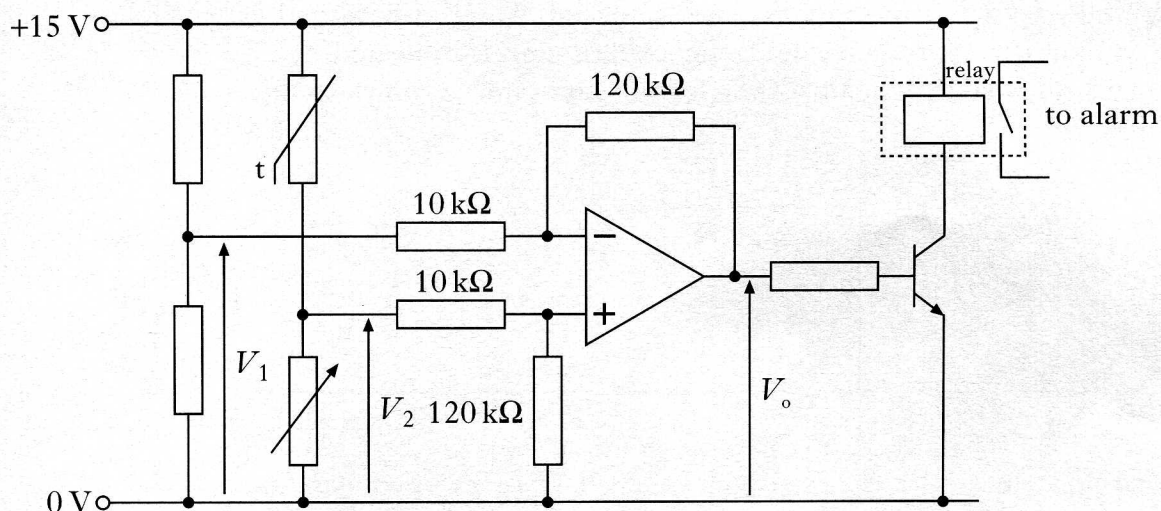 +15 V
relay
120 kΩ
to alarm
t
10 kΩ
10 kΩ
V1
V2
120 kΩ
Vo
0 V